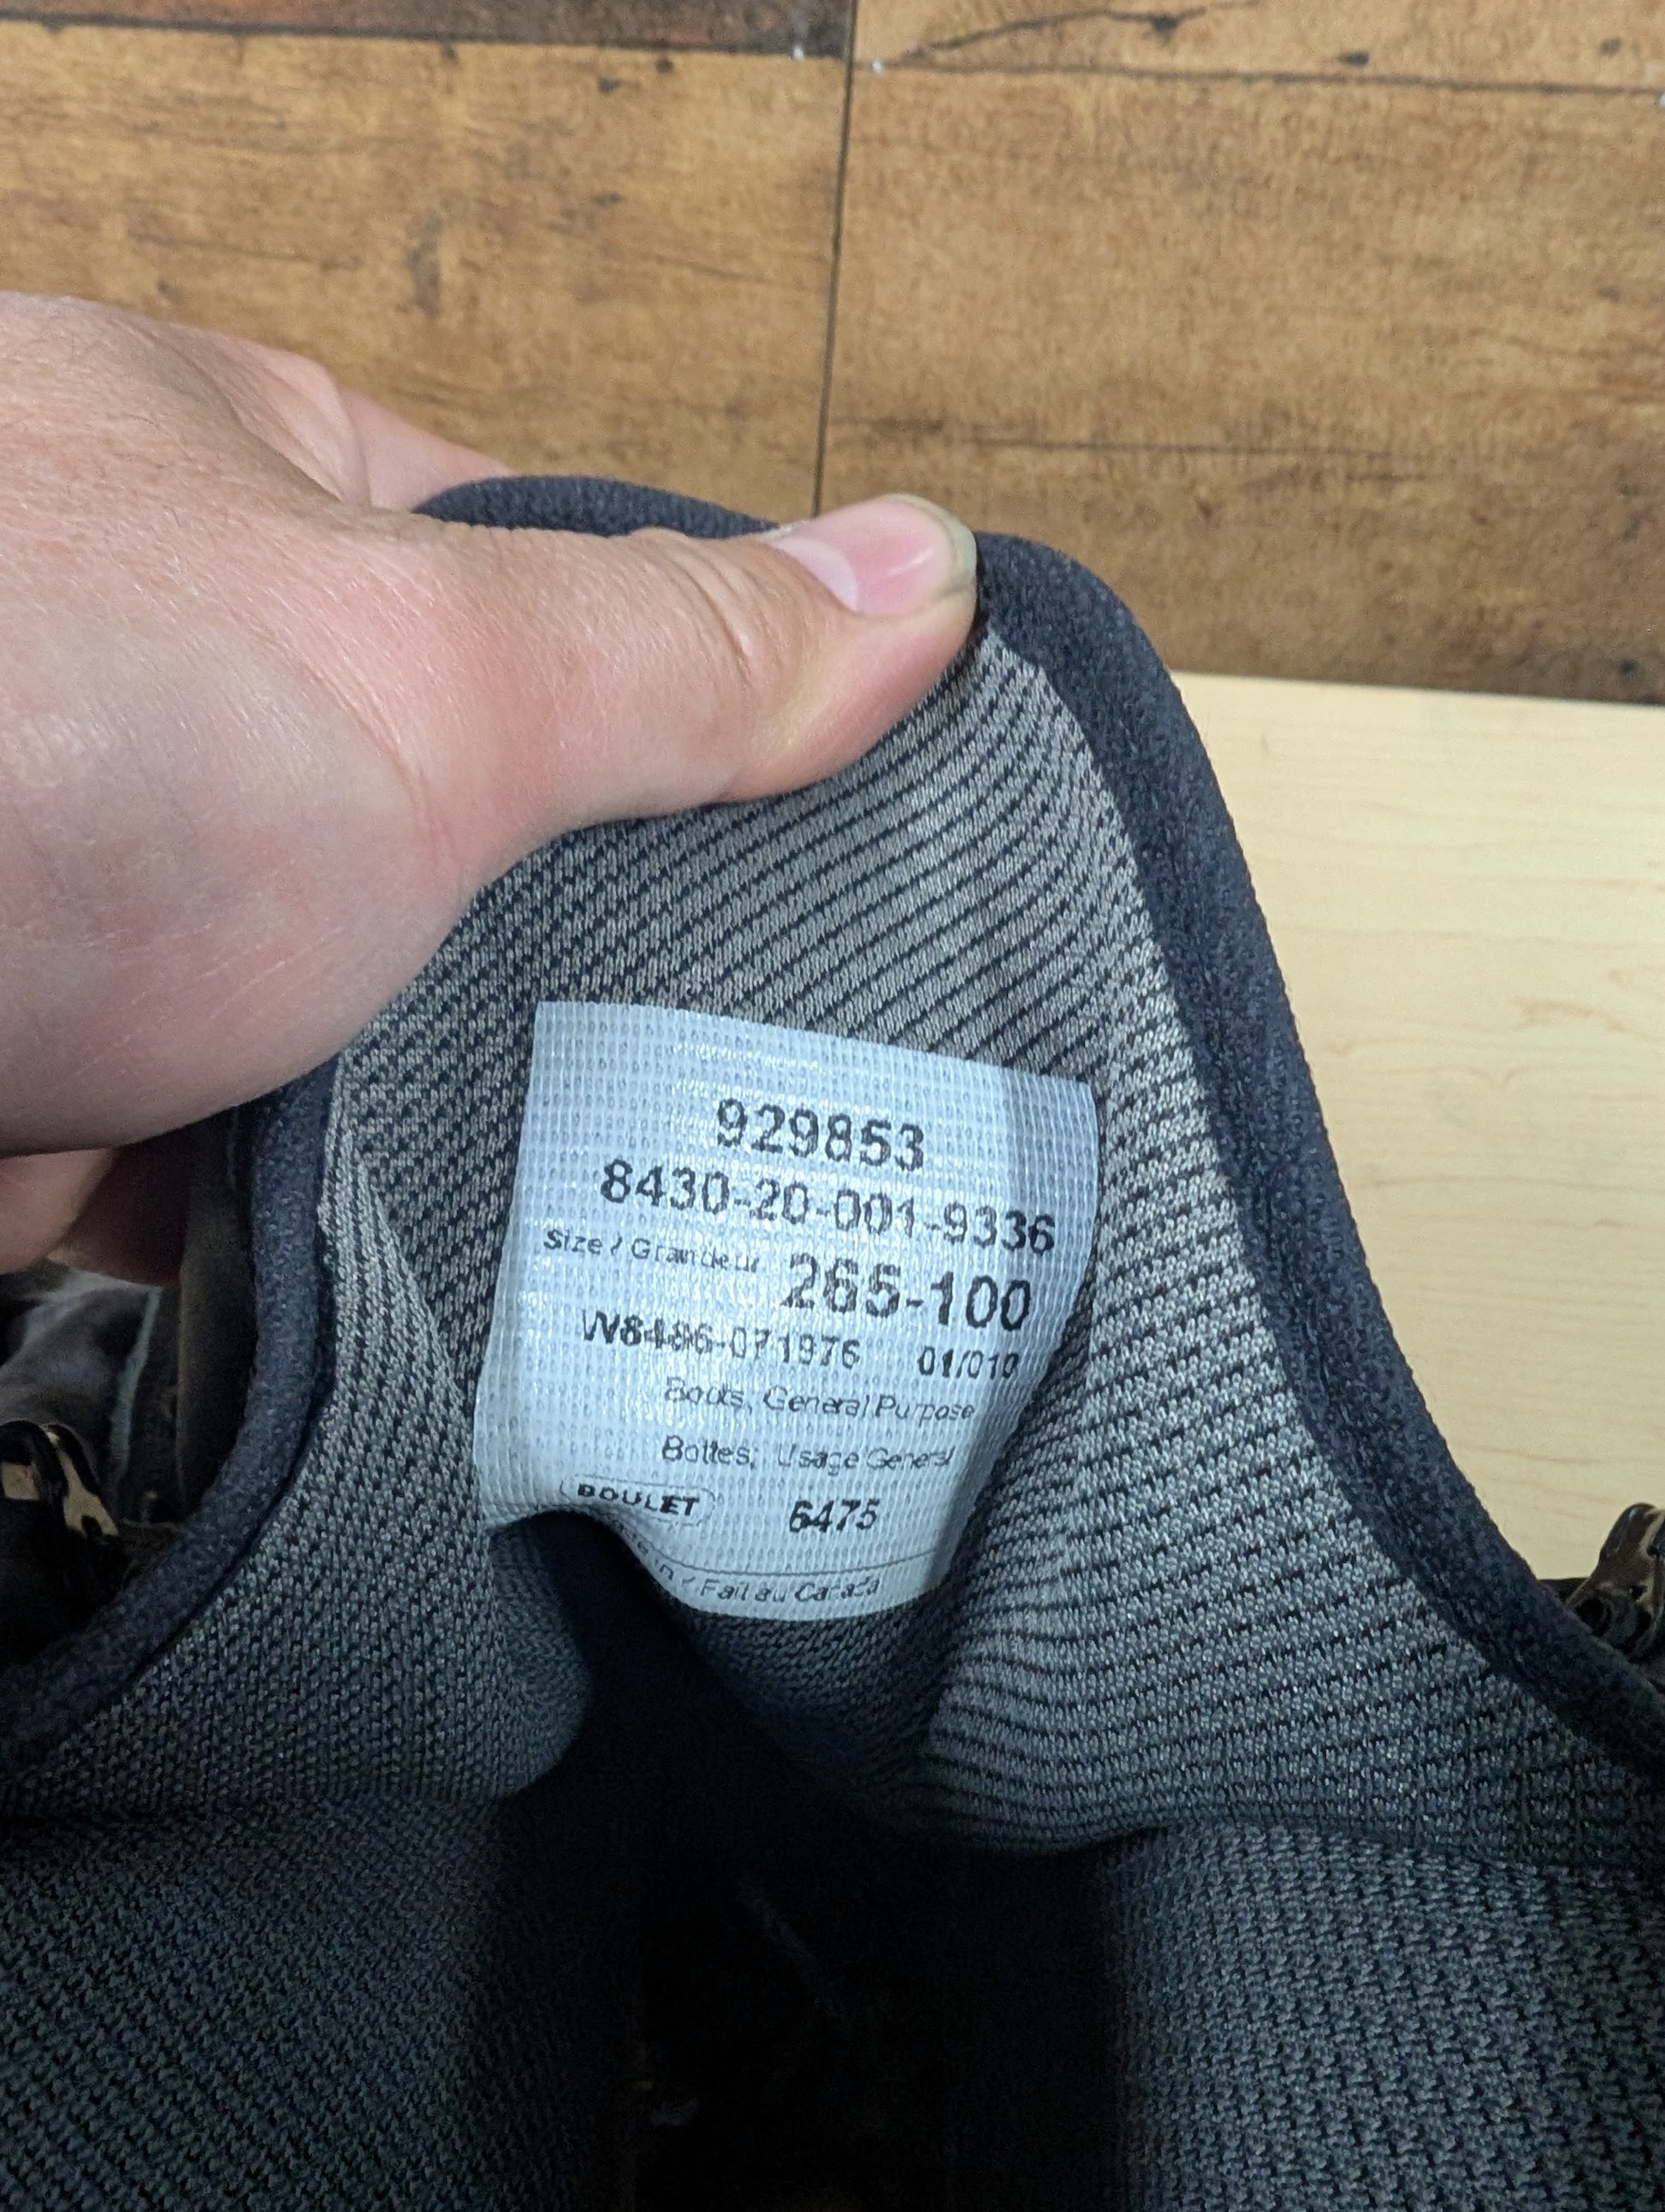 929853
8430-20-001-9336
Size / Grandeur 265-100
W8486-071976 01/010
Boots, General Purpose
Bottes, Usage General
BOULET 6475
in / Fait au Canada